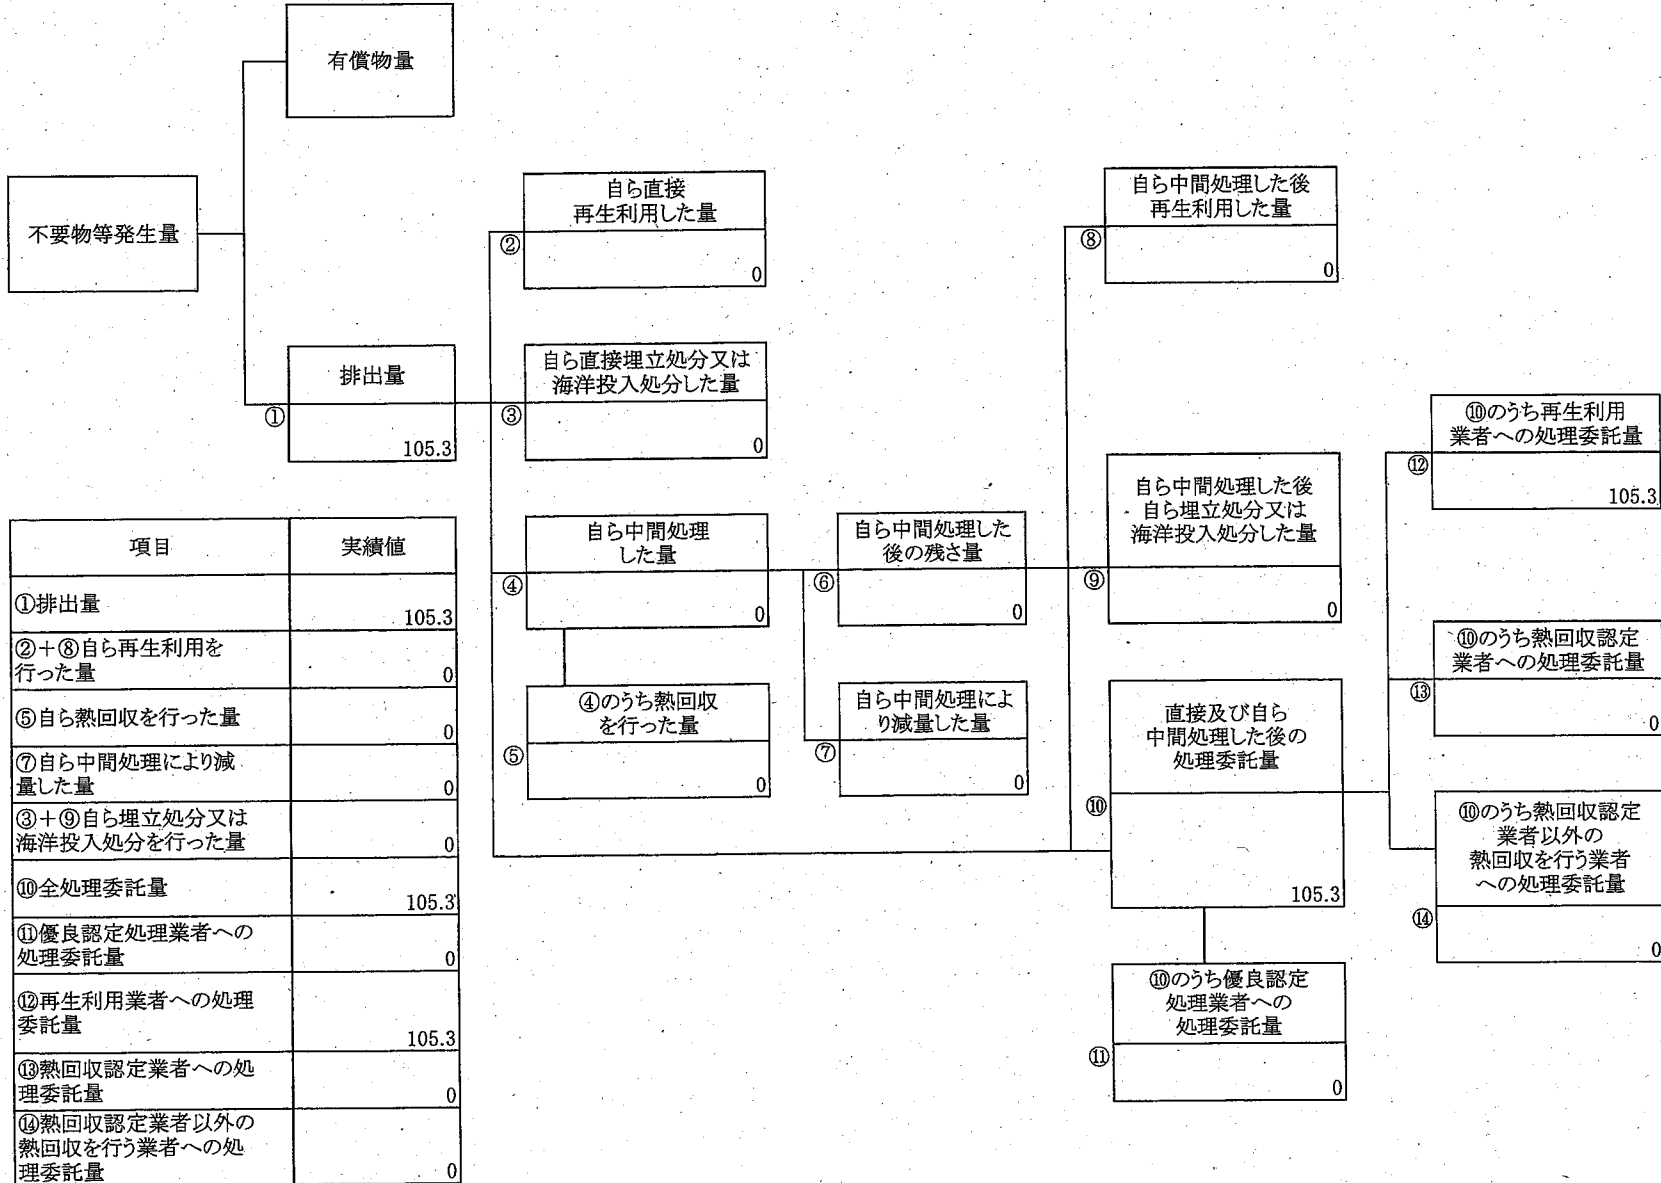 有償物量
不要物等発生量
排出量
①
105.3
自ら直接
再生利用した量
②
0
自ら直接埋立処分又は
海洋投入処分した量
③
0
自ら中間処理
した量
④
0
④のうち熱回収
を行った量
⑤
0
自ら中間処理した
後の残さ量
⑥
0
自ら中間処理によ
り減量した量
⑦
0
自ら中間処理した後
再生利用した量
⑧
0
自ら中間処理した後
自ら埋立処分又は
海洋投入処分した量
⑨
0
直接及び自ら
中間処理した後の
処理委託量
⑩
105.3
⑩のうち優良認定
処理業者への
処理委託量
⑪
0
⑩のうち再生利用
業者への処理委託量
⑫
105.3
⑩のうち熱回収認定
業者への処理委託量
⑬
0
⑩のうち熱回収認定
業者以外の
熱回収を行う業者
への処理委託量
⑭
0
項目 実績値
①排出量
105.3
②＋⑧自ら再生利用を
行った量
0
⑤自ら熱回収を行った量
0
⑦自ら中間処理により減
量した量
0
③＋⑨自ら埋立処分又は
海洋投入処分を行った量
0
⑩全処理委託量
105.3
⑪優良認定処理業者への
処理委託量
0
⑫再生利用業者への処理
委託量
105.3
⑬熱回収認定業者への処
理委託量
0
⑭熱回収認定業者以外の
熱回収を行う業者への処
理委託量
0